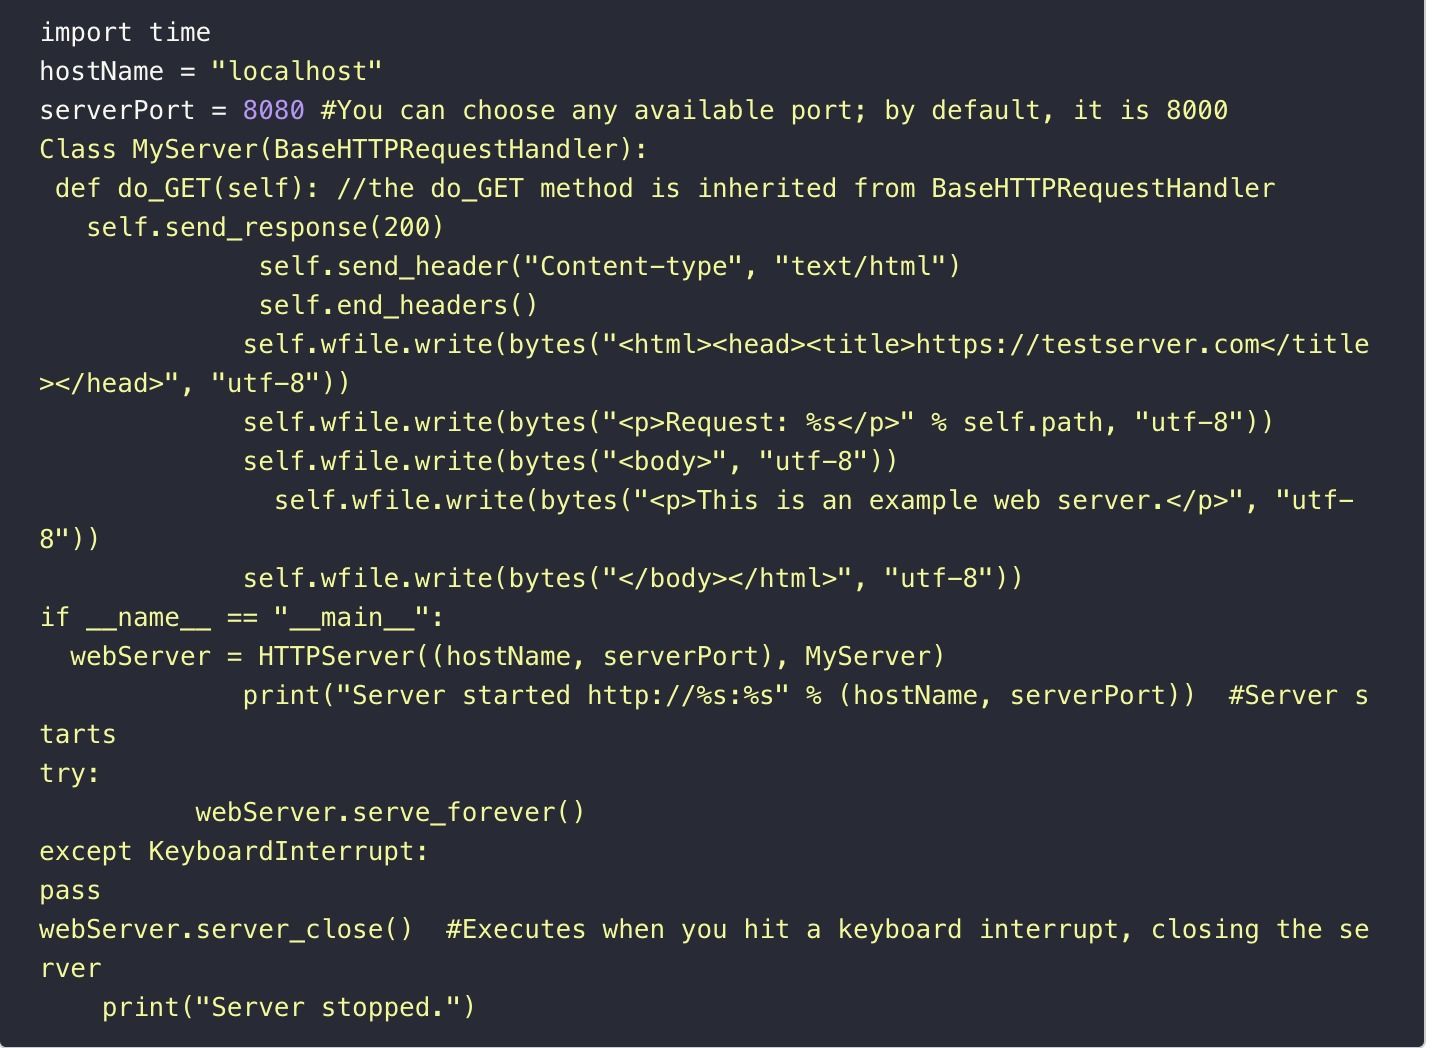 import time
hostName = "localhost"
serverPort = 8080 #You can choose any available port; by default, it is 8000
Class MyServer(BaseHTTPRequestHandler):
 def do_GET(self): //the do_GET method is inherited from BaseHTTPRequestHandler
   self.send_response(200)
              self.send_header("Content-type", "text/html")
              self.end_headers()
             self.wfile.write(bytes("<html><head><title>https://testserver.com</title
></head>", "utf-8"))
             self.wfile.write(bytes("<p>Request: %s</p>" % self.path, "utf-8"))
             self.wfile.write(bytes("<body>", "utf-8"))
               self.wfile.write(bytes("<p>This is an example web server.</p>", "utf-
8"))
             self.wfile.write(bytes("</body></html>", "utf-8"))
if __name__ == "__main__":
  webServer = HTTPServer((hostName, serverPort), MyServer)
             print("Server started http://%s:%s" % (hostName, serverPort))  #Server s
tarts
try:
          webServer.serve_forever()
except KeyboardInterrupt:
pass
webServer.server_close()  #Executes when you hit a keyboard interrupt, closing the se
rver
    print("Server stopped.")